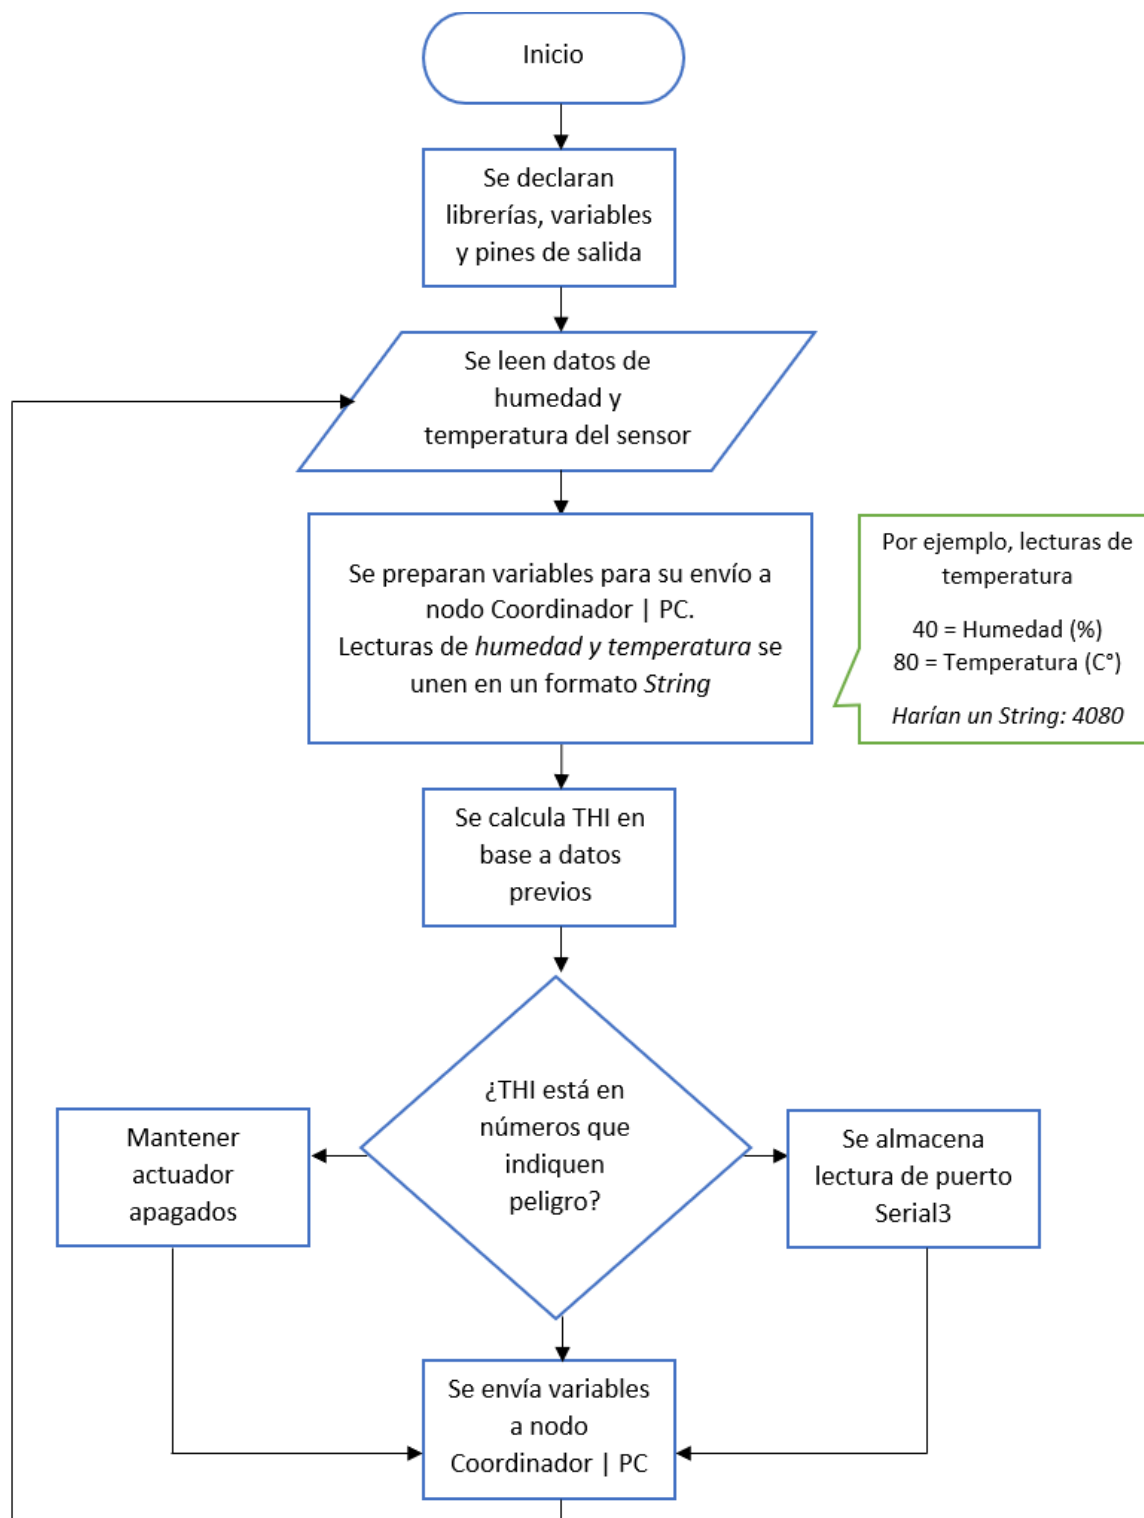 Inicio
Se declaran
librerías, variables
y pines de salida
Se leen datos de
humedad y
temperatura del sensor
Se preparan variables para su envío a
nodo Coordinador | PC.
Lecturas de humedad y temperatura se
unen en un formato String
Por ejemplo, lecturas de
temperatura
40 = Humedad (%)
80 = Temperatura (C°)
Harían un String: 4080
Se calcula THI en
base a datos
previos
¿THI está en
números que
indiquen
peligro?
Mantener
actuador
apagados
Se almacena
lectura de puerto
Serial3
Se envía variables
a nodo
Coordinador | PC